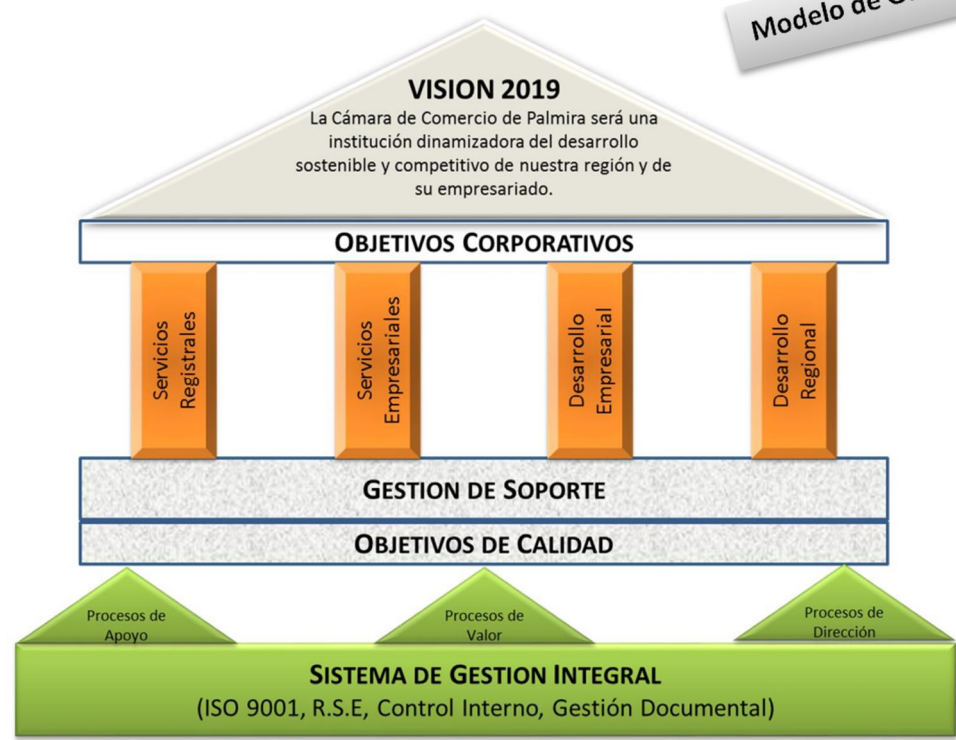 Modelo de
VISION 2019
La Cámara de Comercio de Palmira será una
institución dinamizadora del desarrollo
sostenible y competitivo de nuestra región y de
su empresariado.
OBJETIVOS CORPORATIVOS
Servicios
Registrales
Servicios
Empresariales
Desarrollo
Empresarial
Desarrollo
Regional
GESTION DE SOPORTE
OBJETIVOS DE CALIDAD
Procesos de
Apoyo
Procesos de
Valor
Procesos de
Dirección
SISTEMA DE GESTION INTEGRAL
(ISO 9001, R.S.E, Control Interno, Gestión Documental)